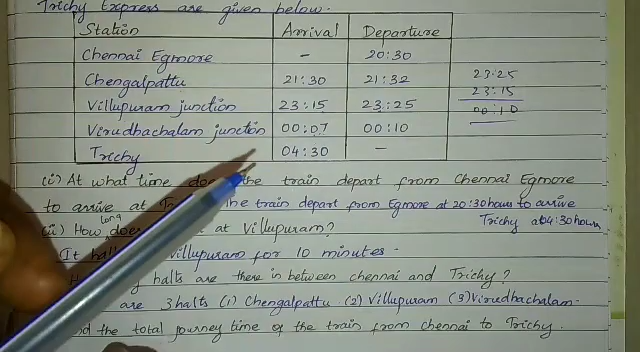 Trichy Express are given below.
Station Arrival Departure
Chennai Egmore - 20:30
Chengalpattu 21:30 21:32
Villupuram junction 23:15 23:25
Virudhachalam junction 00:07 00:10
Trichy 04:30 -
23:25
23:15
00:10
(i) At what time does the train depart from Chennai Egmore
to arrive at the train depart from Egmore at 20:30 hours to arrive
Trichy at 04:30 hours
(ii) How long does at Villupuram?
It Villupuram for 10 minutes.
halts are there in between chennai and Trichy?
are 3 halts (1) Chengalpattu (2) Villupuram (3) Virudhachalam.
the total journey time of the train from chennai to Trichy.